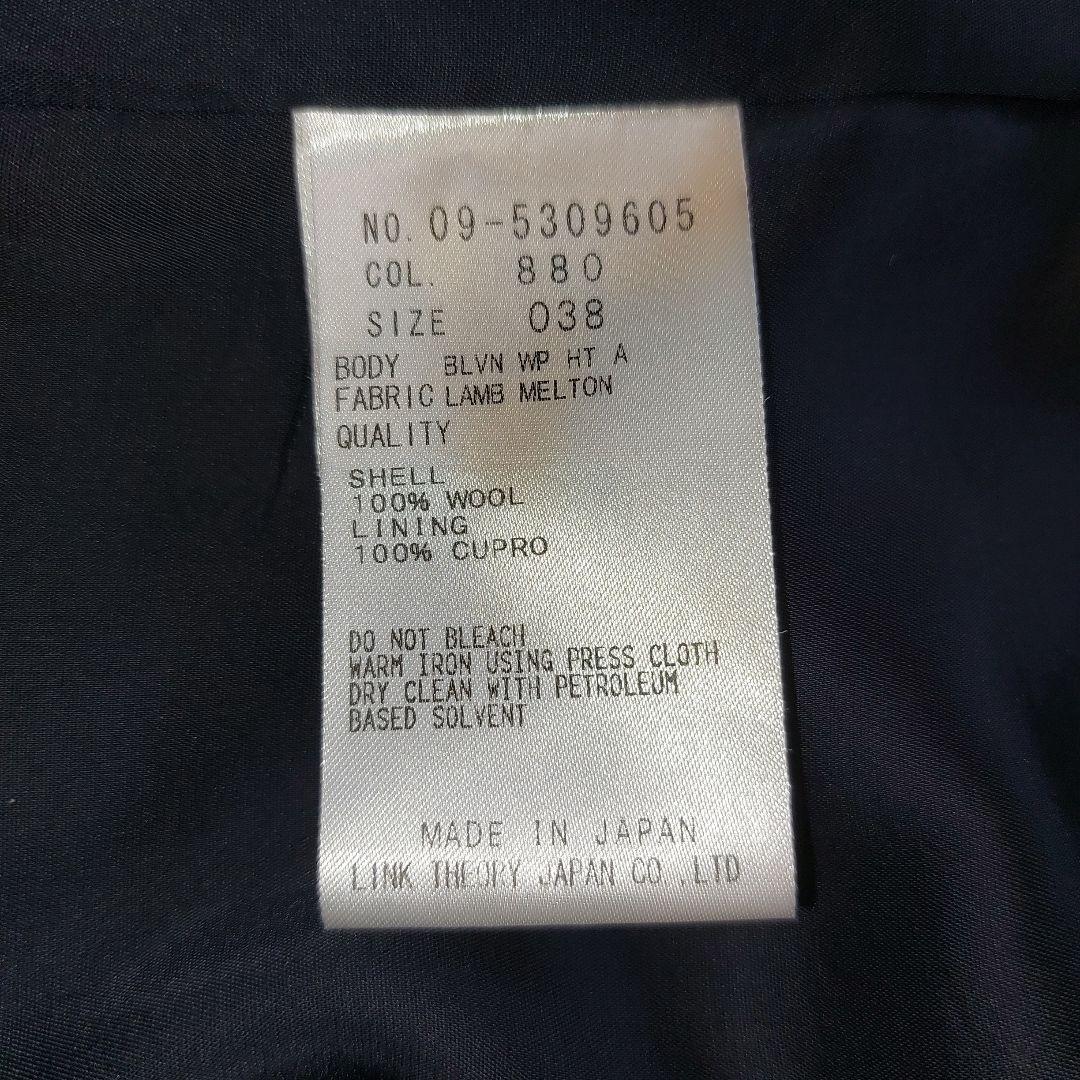 NO. 09-5309605
COL. 880
SIZE 038
BODY BLVN WP HT A
FABRIC LAMB MELTON
QUALITY
SHELL
100% WOOL
LINING
100% CUPRO
DO NOT BLEACH
WARM IRON USING PRESS CLOTH
DRY CLEAN WITH PETROLEUM
BASED SOLVENT
MADE IN JAPAN
LINK THEORY JAPAN CO.,LTD